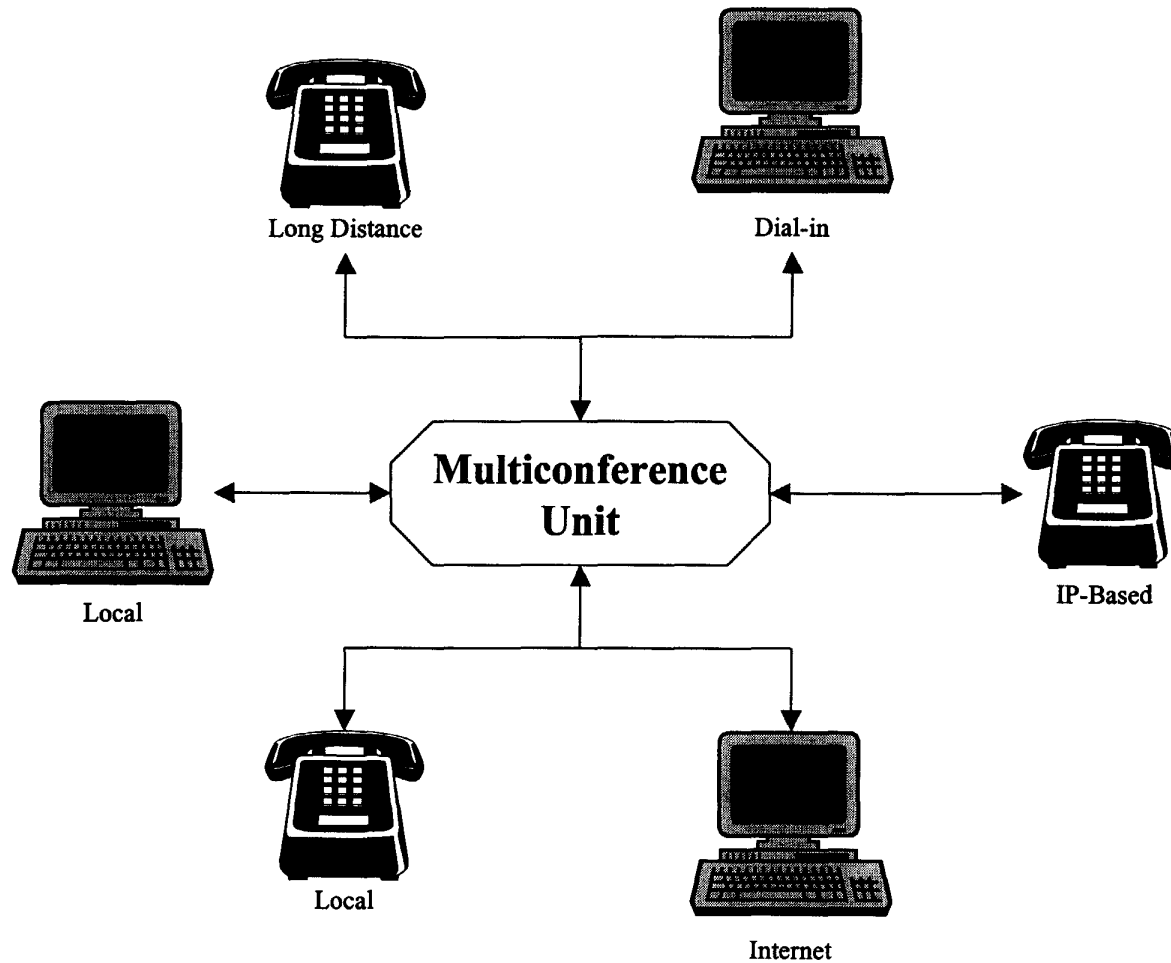 Long Distance
Dial-in
Multiconference
Unit
Local
IP-Based
Local
Internet